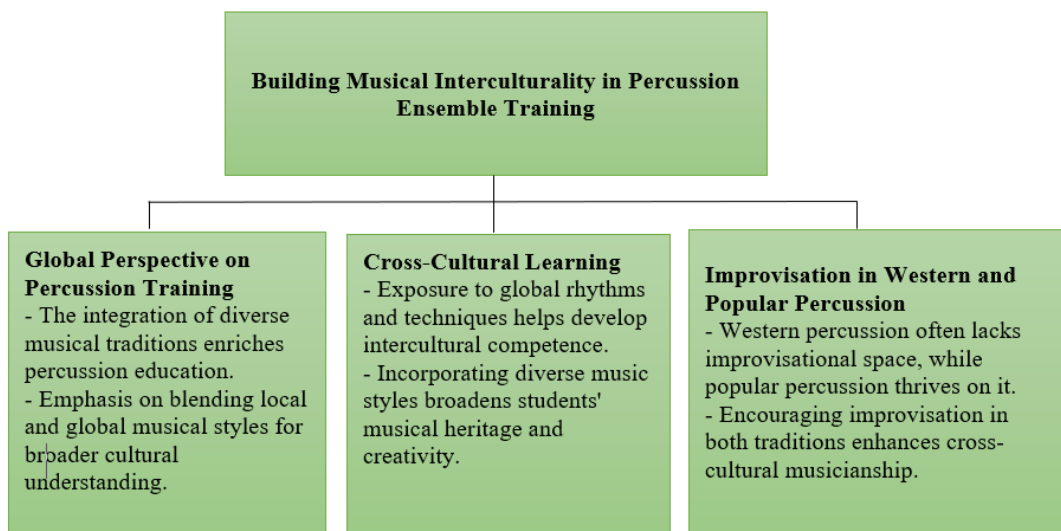 Building Musical Interculturality in Percussion
Ensemble Training
Global Perspective on
Percussion Training
- The integration of diverse
musical traditions enriches
percussion education.
- Emphasis on blending local
and global musical styles for
broader cultural
understanding.
Cross-Cultural Learning
- Exposure to global rhythms
and techniques helps develop
intercultural competence.
- Incorporating diverse music
styles broadens students'
musical heritage and
creativity.
Improvisation in Western and
Popular Percussion
- Western percussion often lacks
improvisational space, while
popular percussion thrives on it.
- Encouraging improvisation in
both traditions enhances cross-
cultural musicianship.